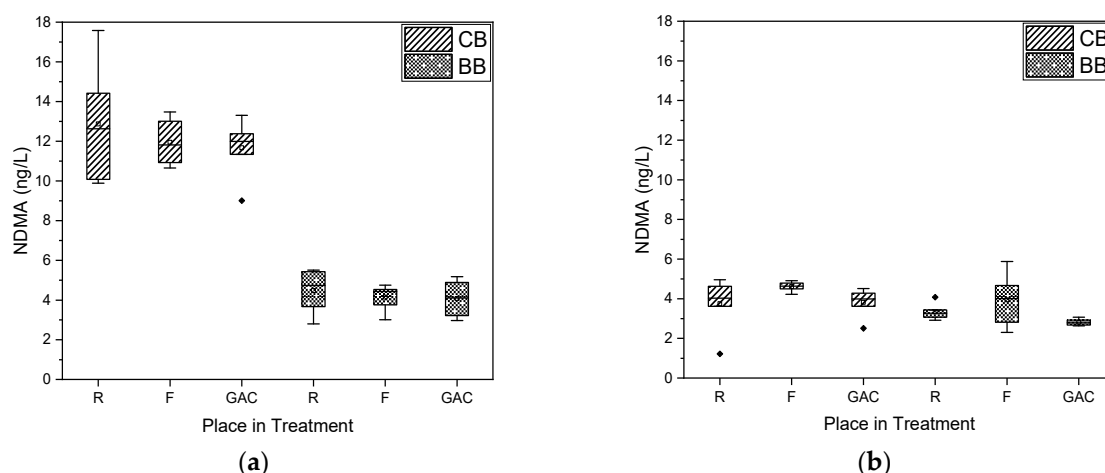 18
16
14
12
10
8
6
4
2
0
NDMA (ng/L)
CB
BB
R F GAC R F GAC
Place in Treatment
(a)
18
16
14
12
10
8
6
4
2
0
NDMA (ng/L)
CB
BB
R F GAC R F GAC
Place in Treatment
(b)